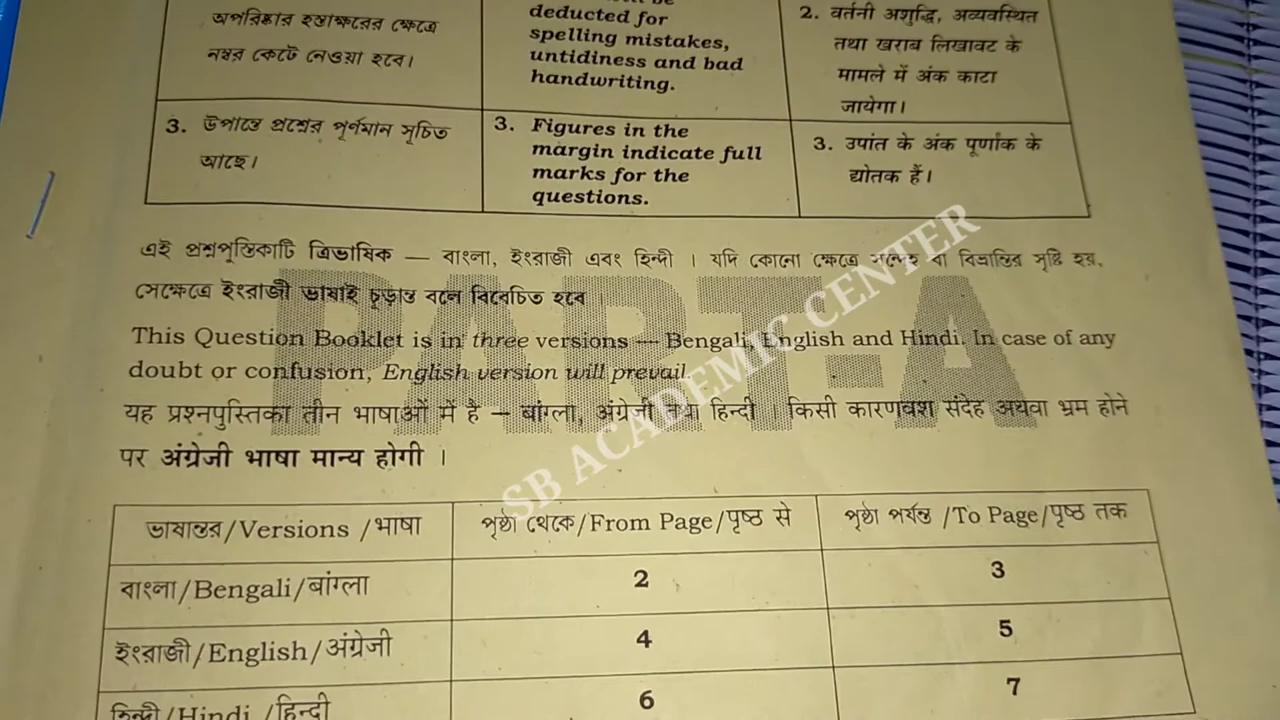 অপরিষ্কার হস্তাক্ষরের ক্ষেত্রে
নম্বর কেটে নেওয়া হবে।
deducted for
spelling mistakes,
untidiness and bad
handwriting.
2. वर्तनी अशुद्धि, अव्यवस्थित
तथा खराब लिखावट के
मामले में अंक काटा
जायेगा।
3. উপান্তে প্রশ্নের পূর্ণমান সূচিত
আছে।
3. Figures in the
margin indicate full
marks for the
questions.
3. उपांत के अंक पूर्णांक के
द्योतक हैं।
এই প্রশ্নপুস্তিকাটি ত্রিভাষিক — বাংলা, ইংরাজী এবং হিন্দী । যদি কোনো ক্ষেত্রে সন্দেহ বা বিভ্রান্তির সৃষ্টি হয়,
সেক্ষেত্রে ইংরাজী ভাষাই চূড়ান্ত বলে বিবেচিত হবে ।
This Question Booklet is in three versions — Bengali, English and Hindi. In case of any
doubt or confusion, English version will prevail.
यह प्रश्नपुस्तिका तीन भाषाओं में है – बांग्ला, अंग्रेजी तथा हिन्दी । किसी कारणवश संदेह अथवा भ्रम होने
पर अंग्रेजी भाषा मान्य होगी ।
PART-A
SB ACADEMIC CENTER
ভাষান্তর/Versions /भाषा
পৃষ্ঠা থেকে/From Page/पृष्ठ से
পৃষ্ঠা পর্যন্ত /To Page/पृष्ठ तक
বাংলা/Bengali/बांग्ला
2
3
ইংরাজী/English/अंग्रेजी
4
5
হিন্দী/Hindi /हिन्दी
6
7